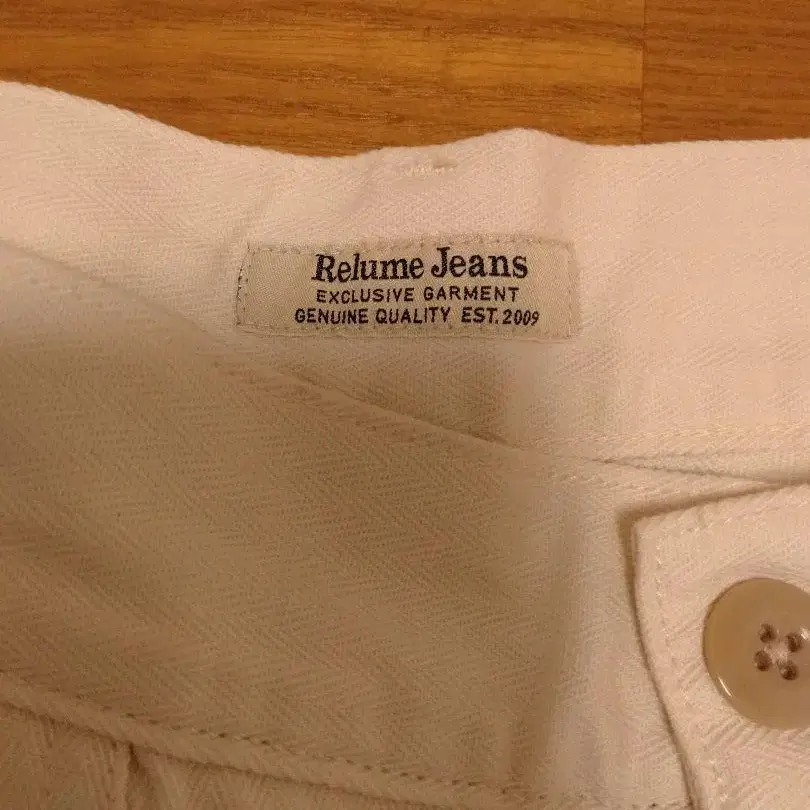 Relume Jeans
EXCLUSIVE GARMENT
GENUINE QUALITY EST. 2009